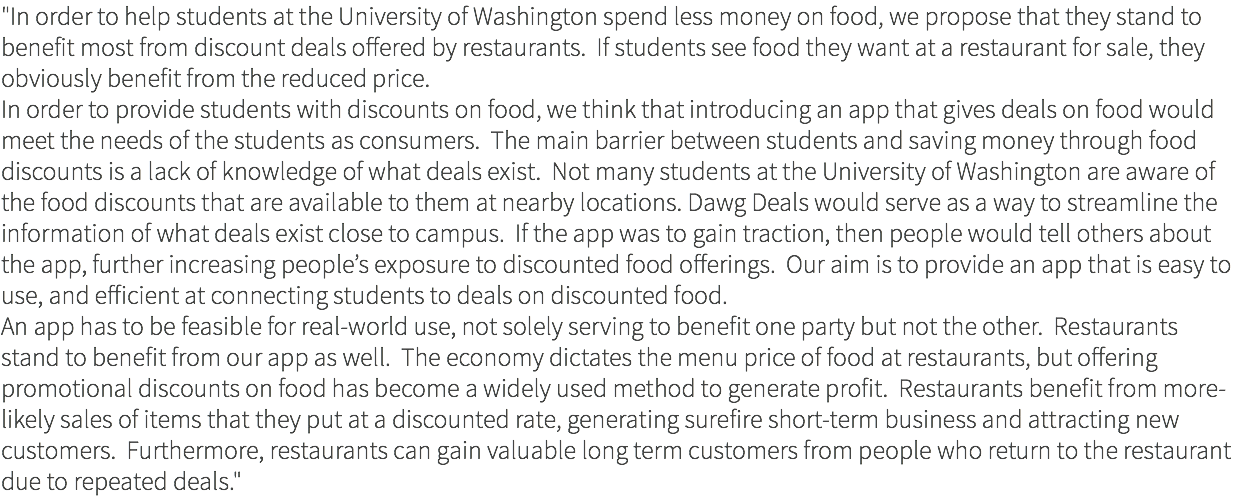 "In order to help students at the University of Washington spend less money on food, we propose that they stand to
benefit most from discount deals offered by restaurants.  If students see food they want at a restaurant for sale, they
obviously benefit from the reduced price.
In order to provide students with discounts on food, we think that introducing an app that gives deals on food would
meet the needs of the students as consumers.  The main barrier between students and saving money through food
discounts is a lack of knowledge of what deals exist.  Not many students at the University of Washington are aware of
the food discounts that are available to them at nearby locations. Dawg Deals would serve as a way to streamline the
information of what deals exist close to campus.  If the app was to gain traction, then people would tell others about
the app, further increasing people’s exposure to discounted food offerings.  Our aim is to provide an app that is easy to
use, and efficient at connecting students to deals on discounted food.
An app has to be feasible for real-world use, not solely serving to benefit one party but not the other.  Restaurants
stand to benefit from our app as well.  The economy dictates the menu price of food at restaurants, but offering
promotional discounts on food has become a widely used method to generate profit.  Restaurants benefit from more-
likely sales of items that they put at a discounted rate, generating surefire short-term business and attracting new
customers.  Furthermore, restaurants can gain valuable long term customers from people who return to the restaurant
due to repeated deals."